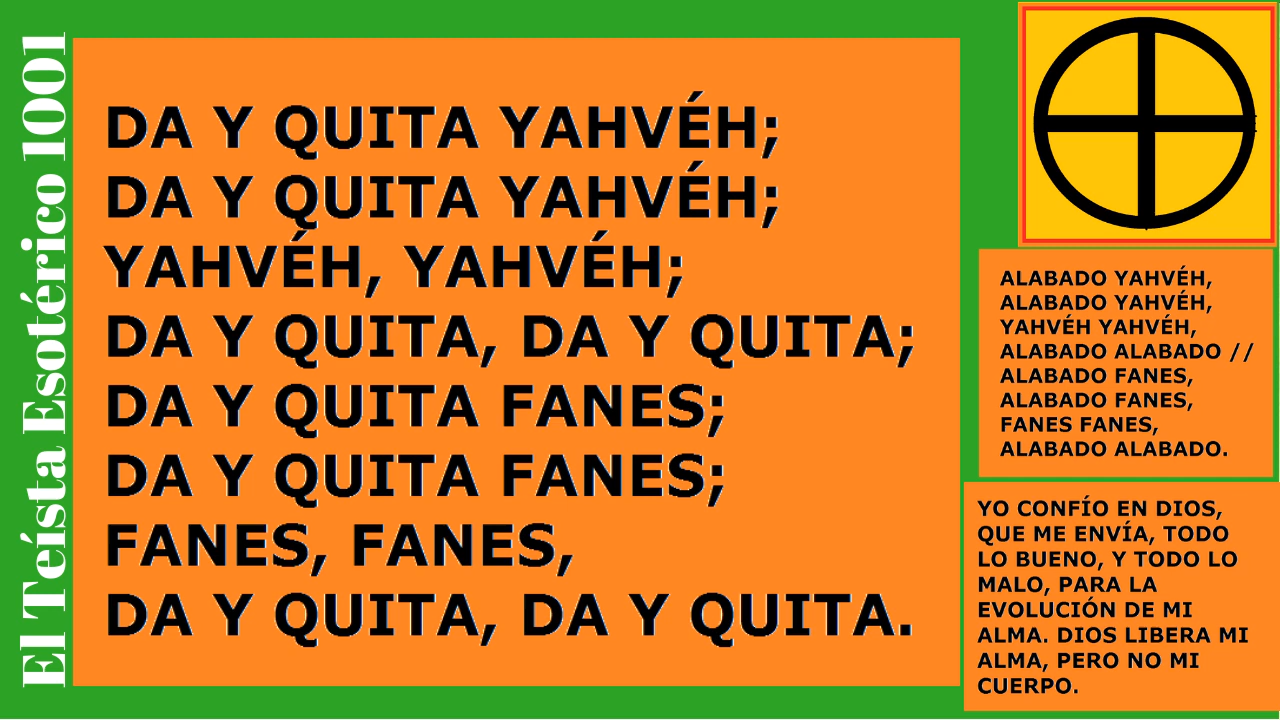 El Teísta Esotérico 1001
DA Y QUITA YAHVÉH;
DA Y QUITA YAHVÉH;
YAHVÉH, YAHVÉH;
DA Y QUITA, DA Y QUITA;
DA Y QUITA FANES;
DA Y QUITA FANES;
FANES, FANES,
DA Y QUITA, DA Y QUITA.
ALABADO YAHVÉH,
ALABADO YAHVÉH,
YAHVÉH YAHVÉH,
ALABADO ALABADO //
ALABADO FANES,
ALABADO FANES,
FANES FANES,
ALABADO ALABADO.
YO CONFÍO EN DIOS,
QUE ME ENVÍA, TODO
LO BUENO, Y TODO LO
MALO, PARA LA
EVOLUCIÓN DE MI
ALMA. DIOS LIBERA MI
ALMA, PERO NO MI
CUERPO.